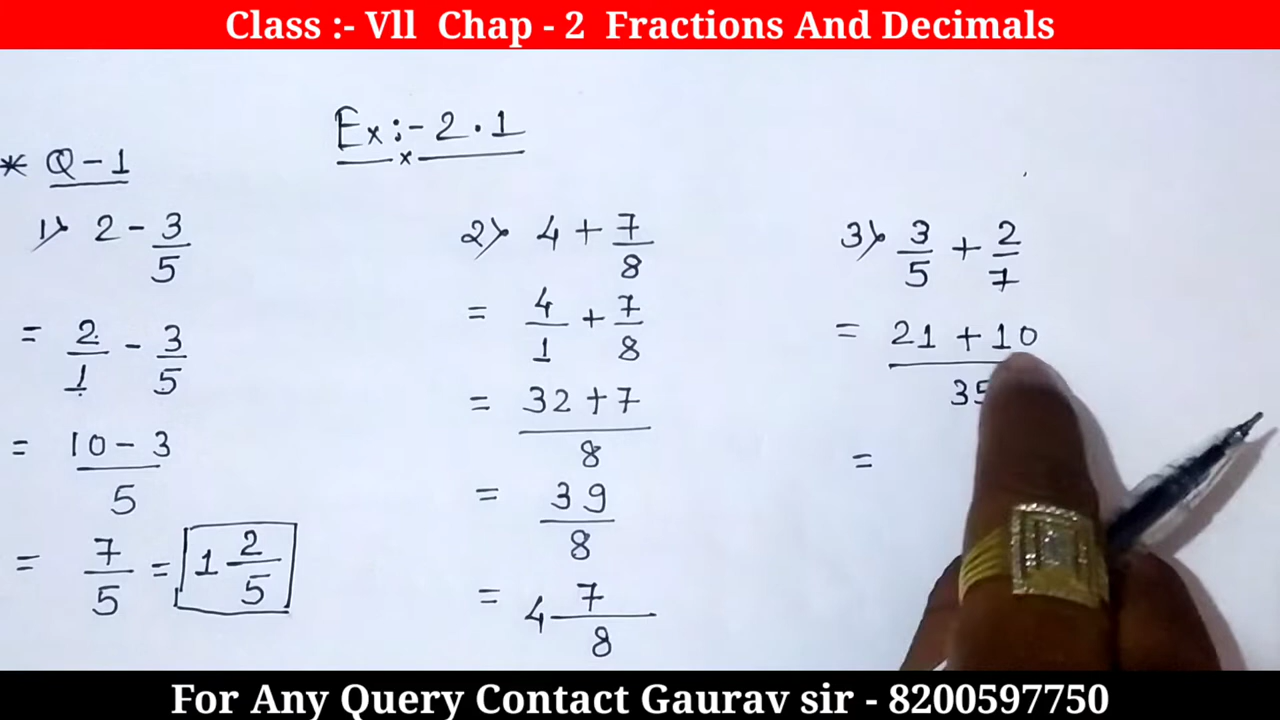 Class :- Vll Chap - 2 Fractions And Decimals
Ex :- 2.1
* Q-1
1) 2 - 3/5
= 2/1 - 3/5
= 10 - 3/5
= 7/5 = 1 2/5
2) 4 + 7/8
= 4/1 + 7/8
= 32 + 7/8
= 39/8
= 4 7/8
3) 3/5 + 2/7
= 21 + 10/35
=
For Any Query Contact Gaurav sir - 8200597750